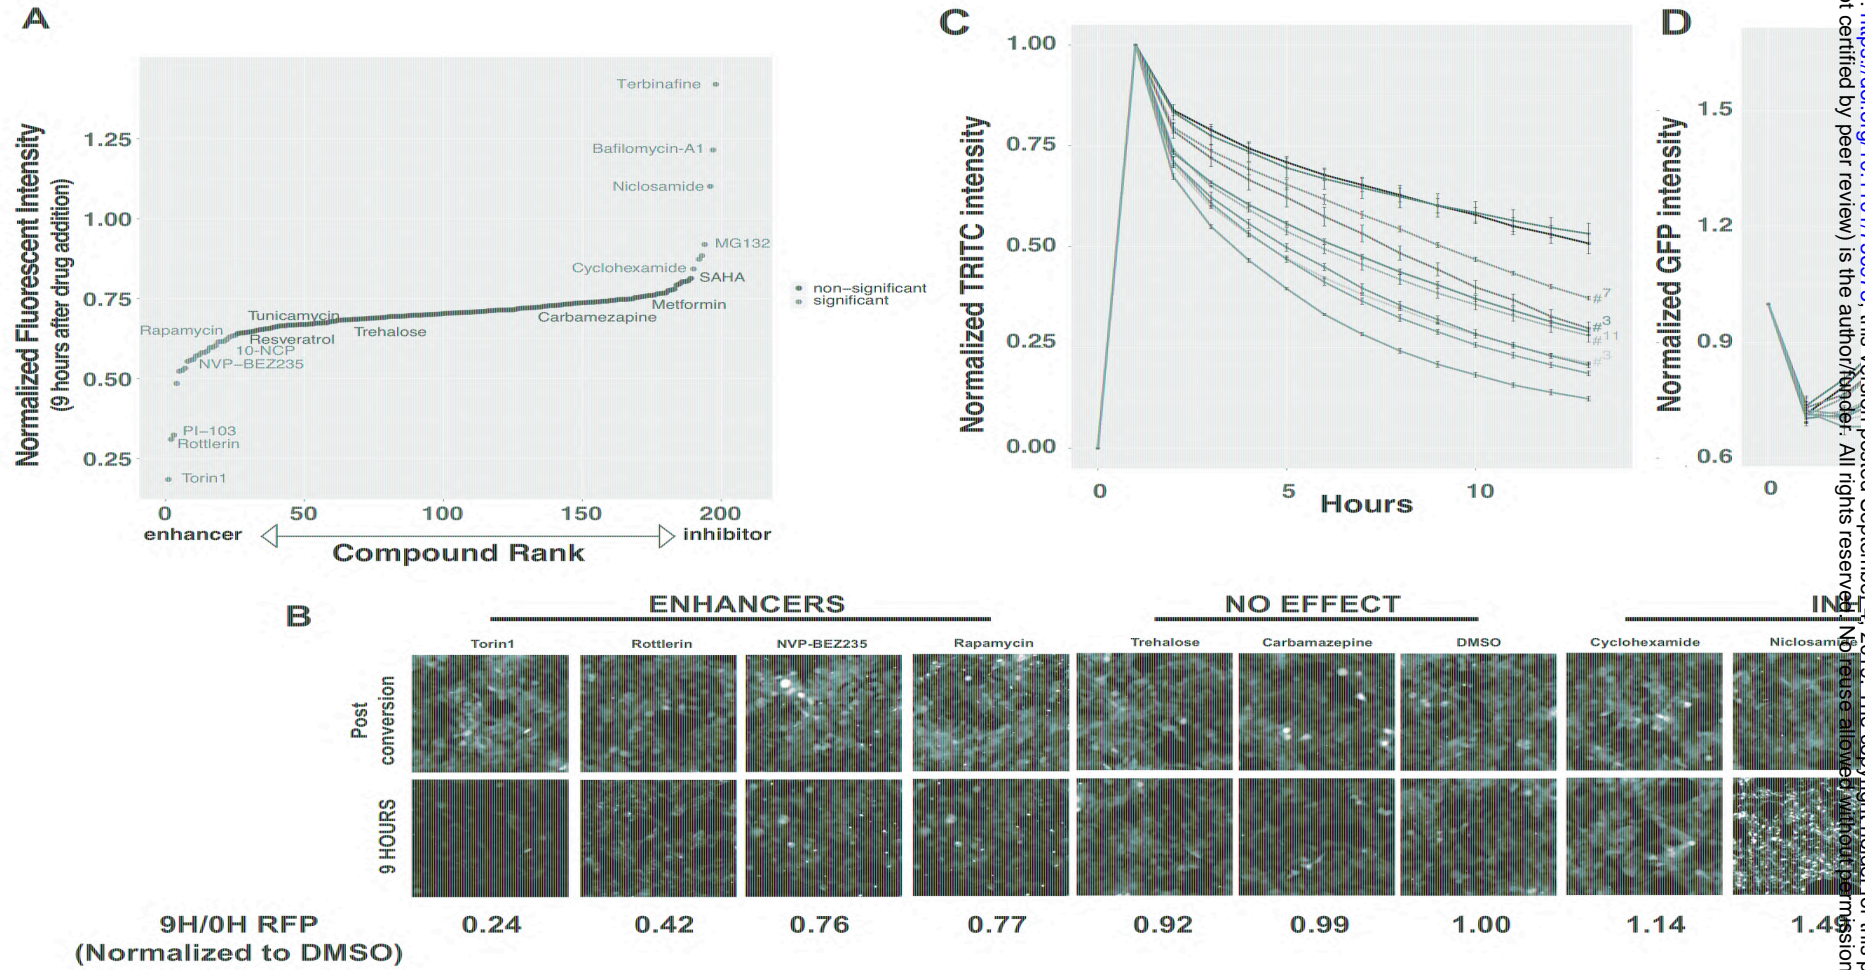 A
Normalized Fluorescent Intensity
(9 hours after drug addition)
1.25
1.00
0.75
0.50
0.25
Terbinafine
Bafilomycin-A1
Niclosamide
MG132
Cyclohexamide
SAHA
Metformin
Carbamezapine
Tunicamycin
Trehalose
Rapamycin
Resveratrol
10-NCP
NVP-BEZ235
PI-103
Rottlerin
Torin1
non-significant
significant
0 50 100 150 200
enhancer inhibitor
Compound Rank
C
Normalized TRITC intensity
1.00
0.75
0.50
0.25
0.00
#7
#3
#11
#3
0 5 10
Hours
D
Normalized GFP intensity
1.5
1.2
0.9
0.6
0
B
ENHANCERS NO EFFECT
Torin1 Rottlerin NVP-BEZ235 Rapamycin Trehalose Carbamazepine DMSO Cyclohexamide
Post
conversion
9 HOURS
9H/0H RFP
(Normalized to DMSO)
0.24 0.42 0.76 0.77 0.92 0.99 1.00 1.14
certified by peer review) is the author/funder. All rights reserved. No reuse allowed without permission